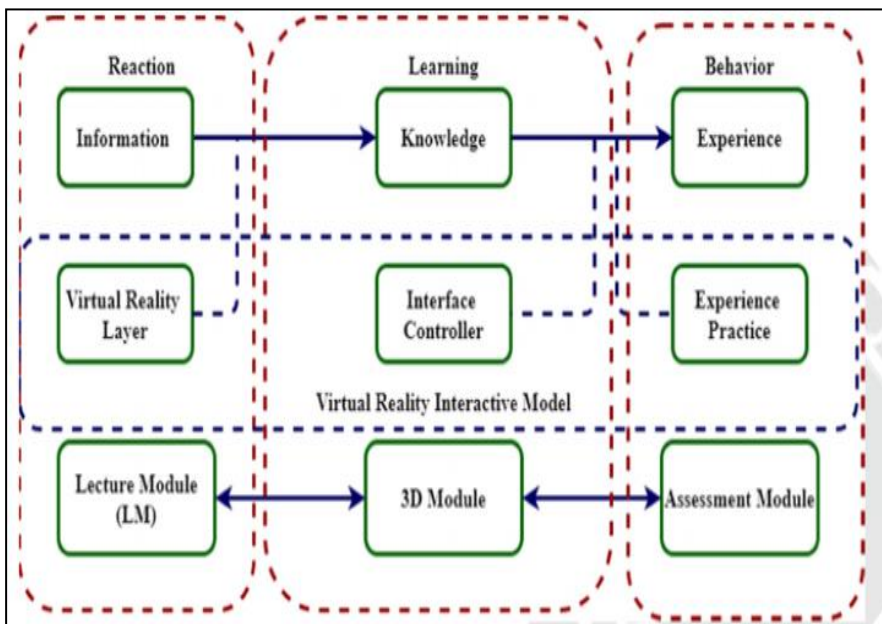 Reaction
Learning
Behavior
Information
Knowledge
Experience
Virtual Reality
Layer
Interface
Controller
Experience
Practice
Virtual Reality Interactive Model
Lecture Module
(LM)
3D Module
Assessment Module